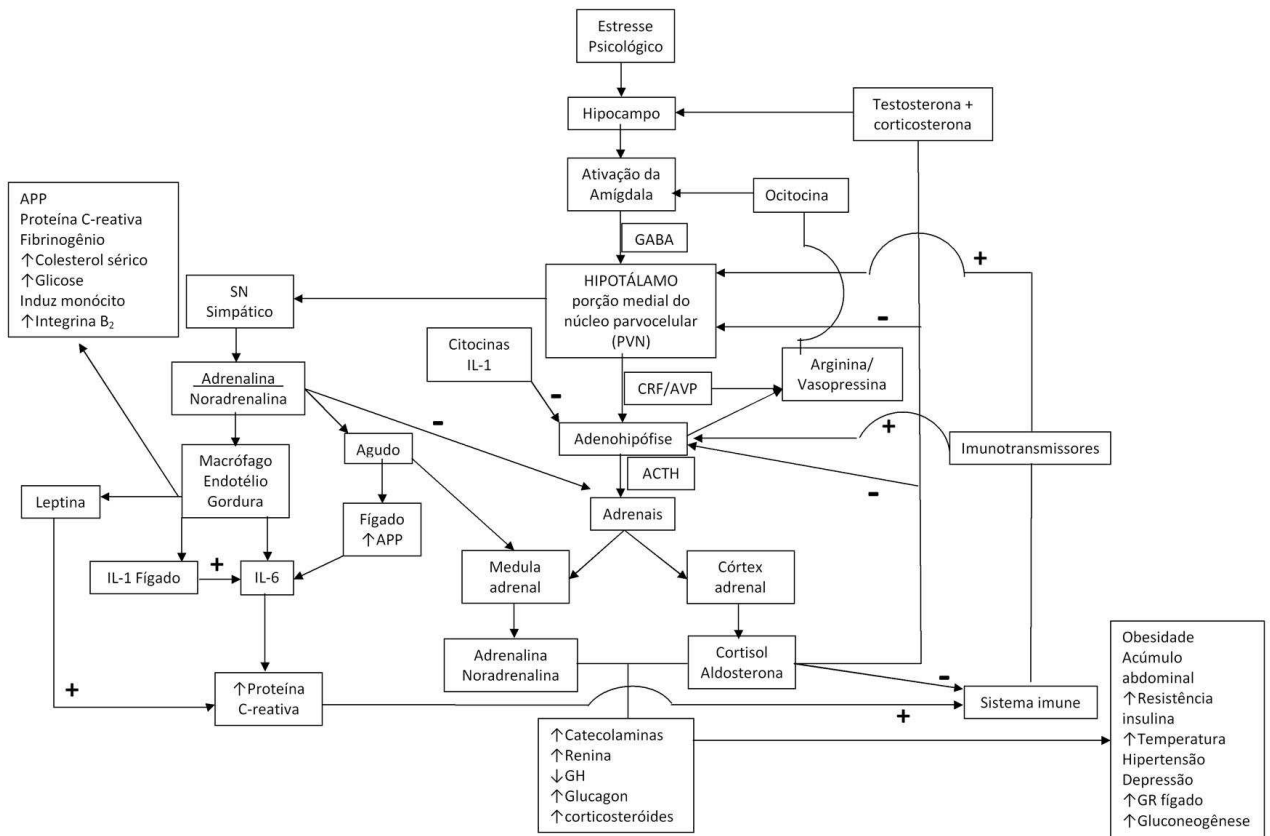 Estresse
Psicológico
Hipocampo
Testosterona +
corticosterona
Ativação da
Amígdala
Ocitocina
GABA
APP
Proteína C-reativa
Fibrinogênio
↑Colesterol sérico
↑Glicose
Induz monócito
↑Integrina B₂
SN
Simpático
HIPOTÁLAMO
porção medial do
núcleo parvocelular
(PVN)
+
-
Citocinas
IL-1
-
CRF/AVP
Arginina/
Vasopressina
Adrenalina
Noradrenalina
-
Adenohipófise
+
Imunotransmissores
-
Agudo
ACTH
Macrófago
Endotélio
Gordura
Leptina
Fígado
↑APP
Adrenais
IL-1 Fígado
+
IL-6
Medula
adrenal
Córtex
adrenal
Adrenalina
Noradrenalina
Cortisol
Aldosterona
-
+
↑Proteína
C-reativa
+
Sistema imune
↑Catecolaminas
↑Renina
↓GH
↑Glucagon
↑corticosteróides
Obesidade
Acúmulo
abdominal
↑Resistência
insulina
↑Temperatura
Hipertensão
Depressão
↑GR fígado
↑Gluconeogênese